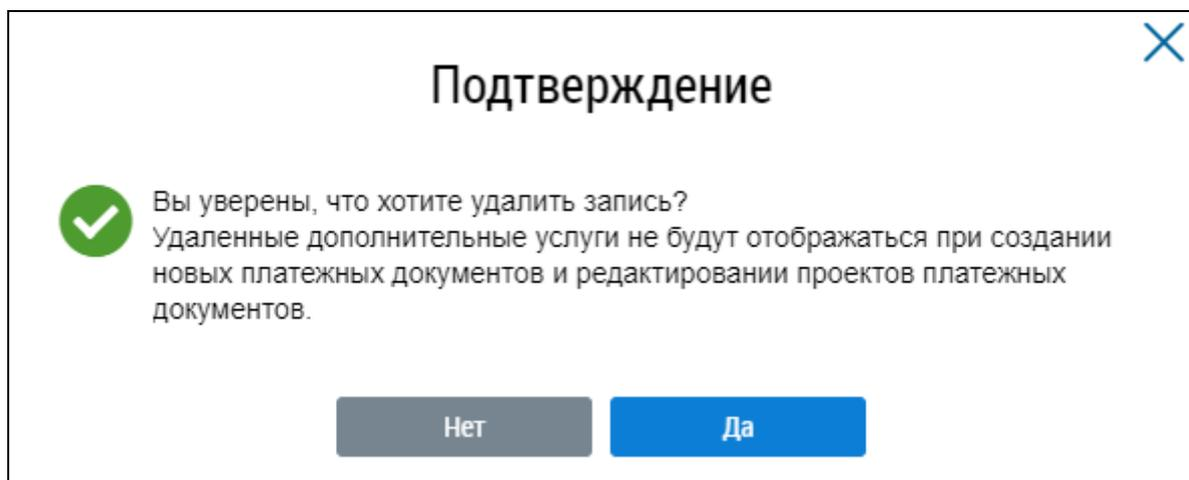 Подтверждение
Вы уверены, что хотите удалить запись?
Удаленные дополнительные услуги не будут отображаться при создании
новых платежных документов и редактировании проектов платежных
документов.
Нет
Да